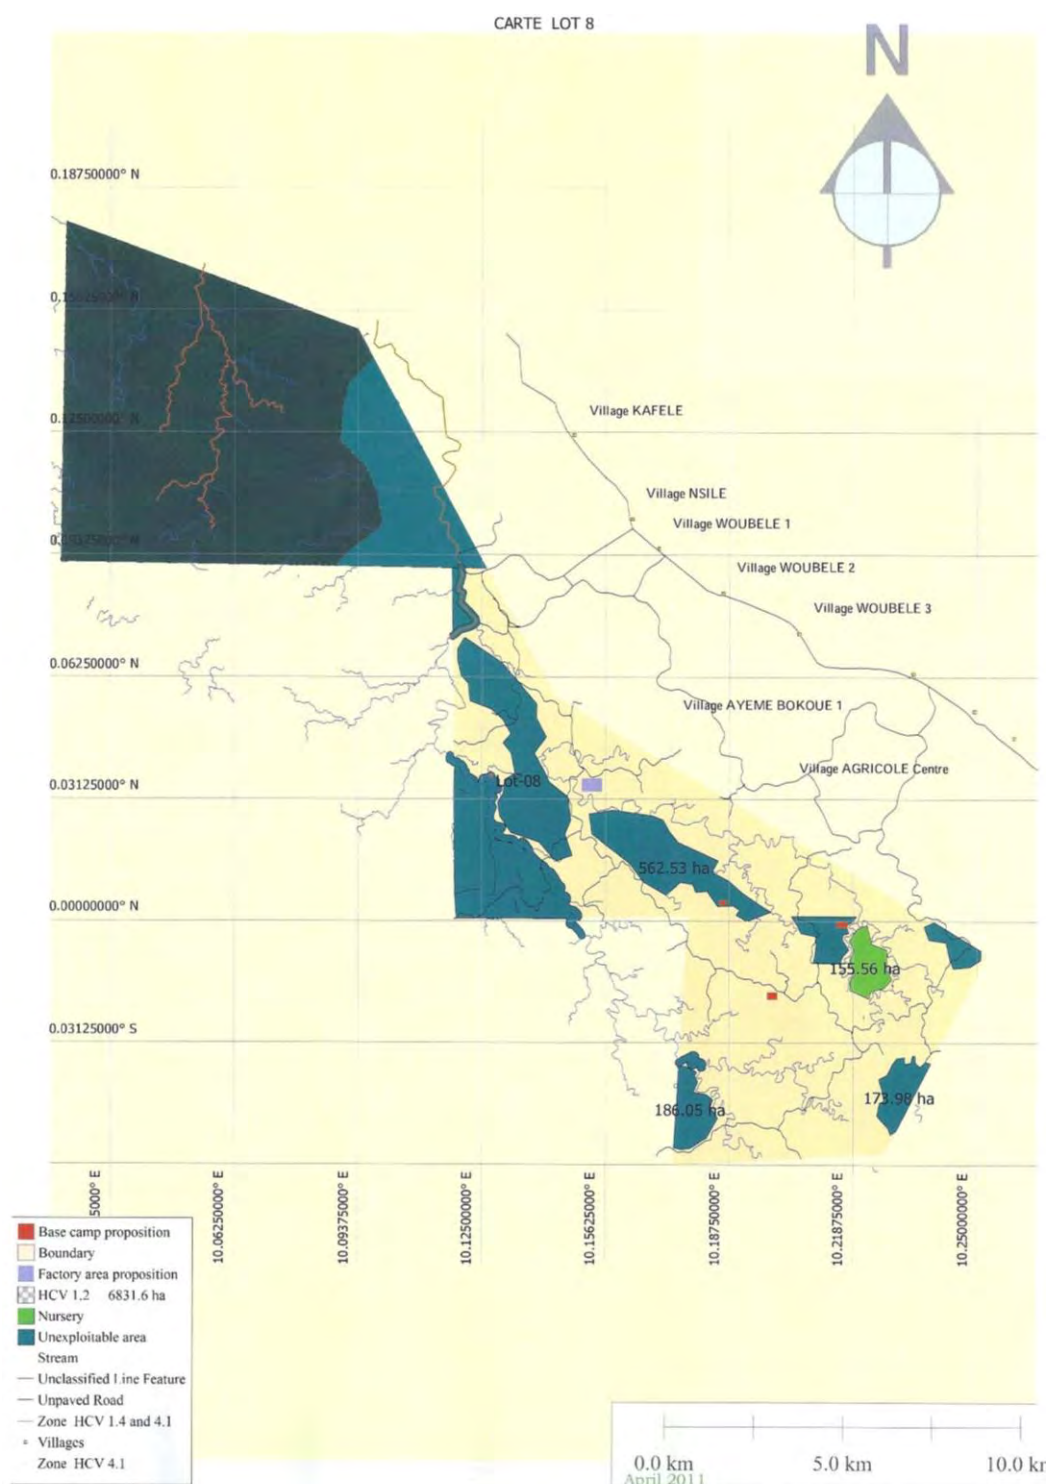 CARTE LOT 8
N
0.18750000° N
0.12500000° N
Village KAFELE
Village NSILE
Village WOUBELE 1
Village WOUBELE 2
Village WOUBELE 3
0.06250000° N
Village AYEME BOKOUE 1
Village AGRICOLE Centre
0.03125000° N
Lot-08
562.53 ha
0.00000000° N
155.56 ha
0.03125000° S
186.05 ha
173.98 ha
5000° E
10.06250000° E
10.09375000° E
10.12500000° E
10.15625000° E
10.18750000° E
10.21875000° E
10.25000000° E
Base camp proposition
Boundary
Factory area proposition
HCV 1.2 6831.6 ha
Nursery
Unexploitable area
Stream
Unclassified Line Feature
Unpaved Road
Zone HCV 1.4 and 4.1
Villages
Zone HCV 4.1
0.0 km 5.0 km 10.0 km
April 2011